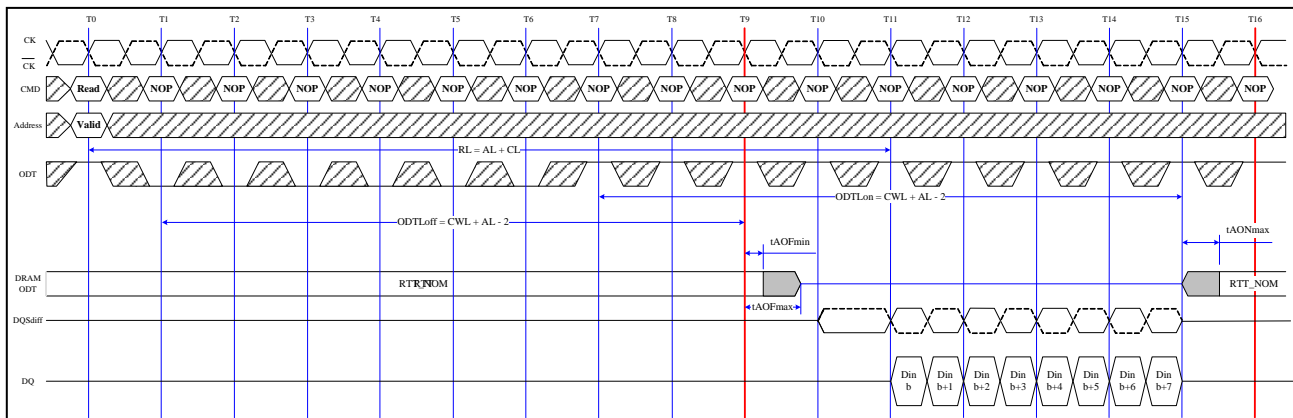 T0 T1 T2 T3 T4 T5 T6 T7 T8 T9 T10 T11 T12 T13 T14 T15 T16
CK
CK
CMD Read NOP NOP NOP NOP NOP NOP NOP NOP NOP NOP NOP NOP NOP NOP NOP NOP
Address Valid
RL = AL + CL
ODT
ODTLon = CWL + AL - 2
ODTLoff = CWL + AL - 2
tAOFmin tAONmax
DRAM
ODT
RTT_NOM RTT_NOM
tAOFmax
DQSdiff
DQ
Din Din Din Din Din Din Din Din
b b+1 b+2 b+3 b+4 b+5 b+6 b+7